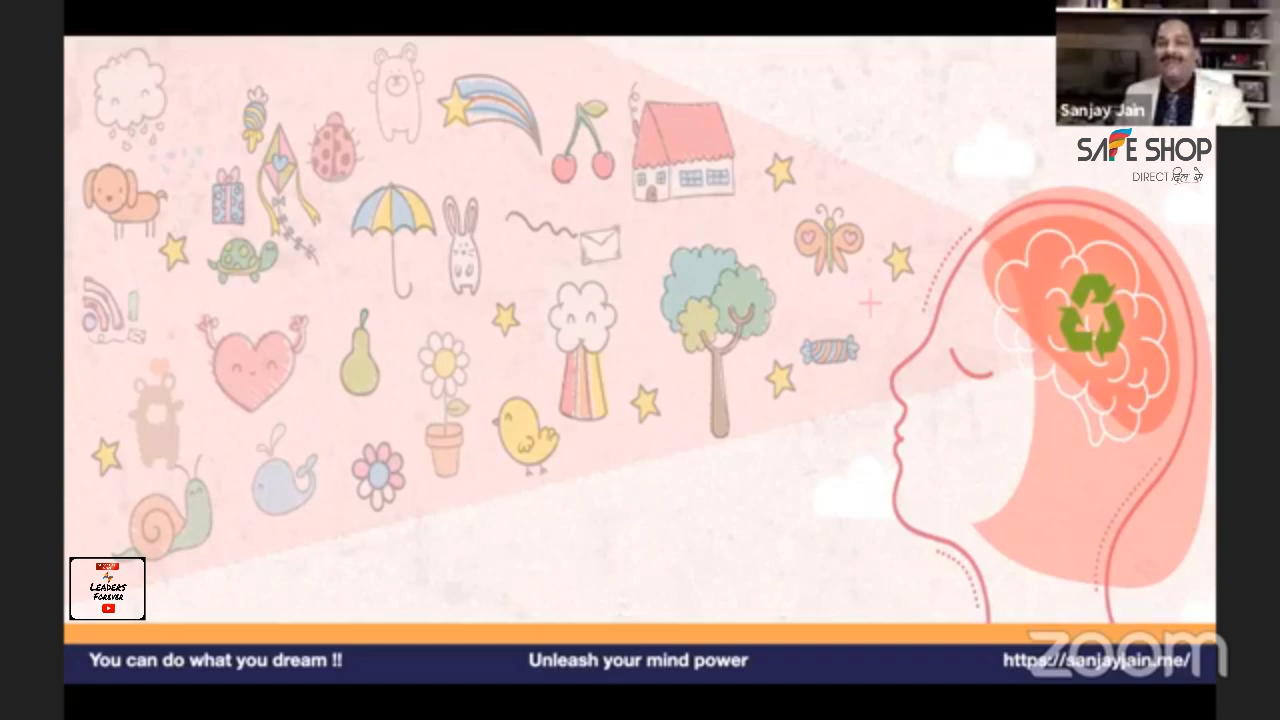 Sanjay Jain
SAFE SHOP
DIRECT दिल से
LEADERS
FOREVER
You can do what you dream !!
Unleash your mind power
https://sanjayjain.me/
zoom